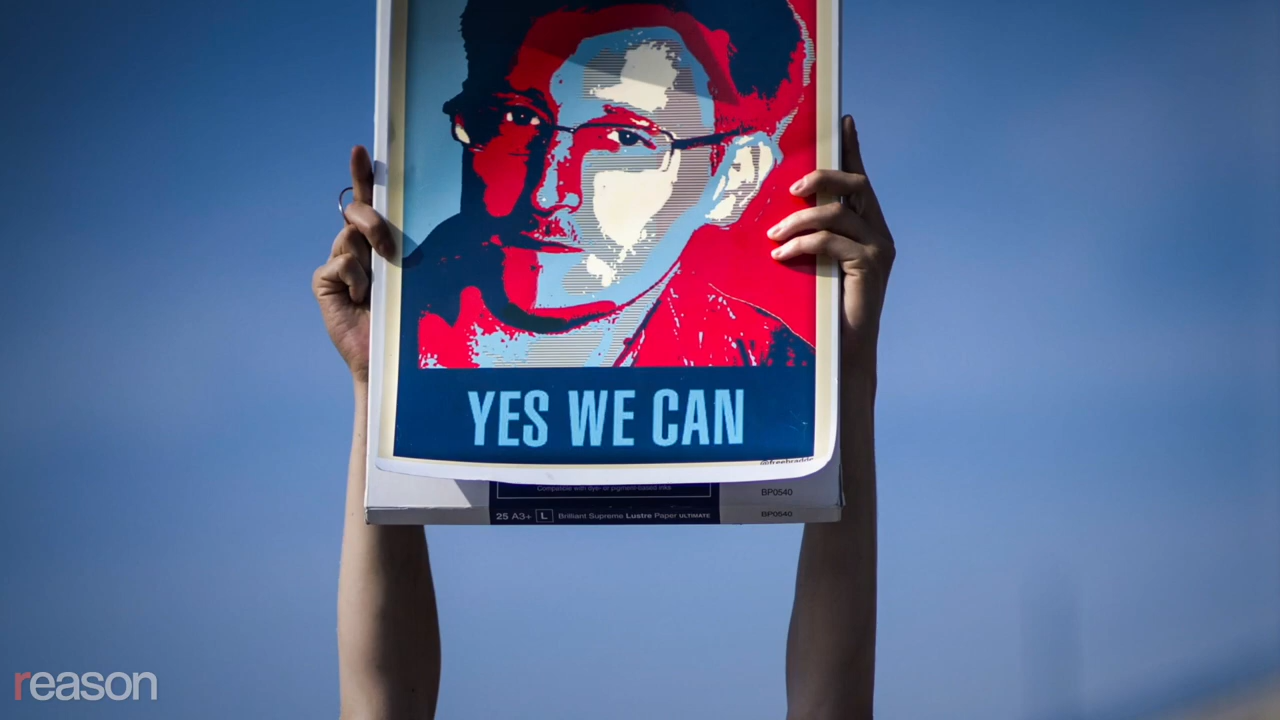 YES WE CAN
Compatible with dye- or pigment-based inks
BP0540
25 A3+ L Brilliant Supreme Lustre Paper ULTIMATE
BP0540
reason